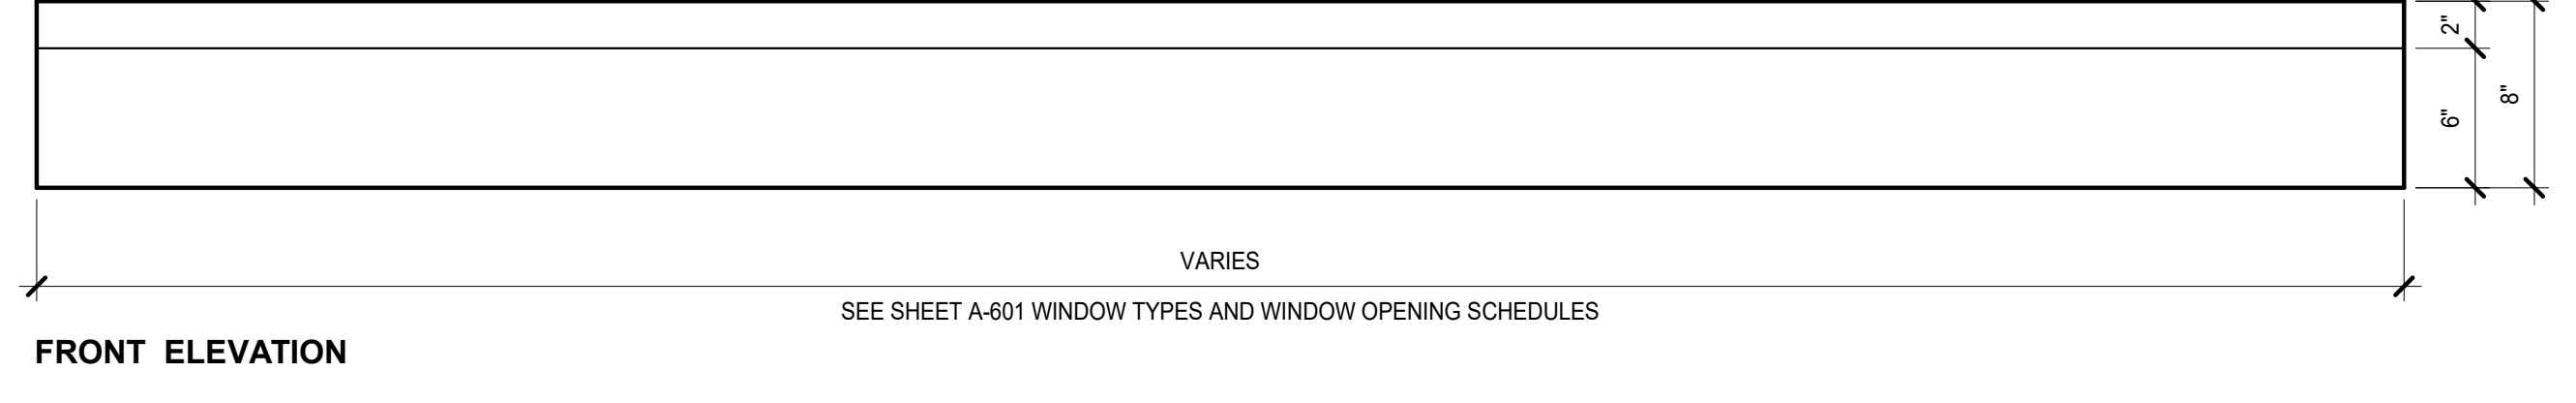 2"
6"
8"
VARIES
SEE SHEET A-601 WINDOW TYPES AND WINDOW OPENING SCHEDULES
FRONT ELEVATION